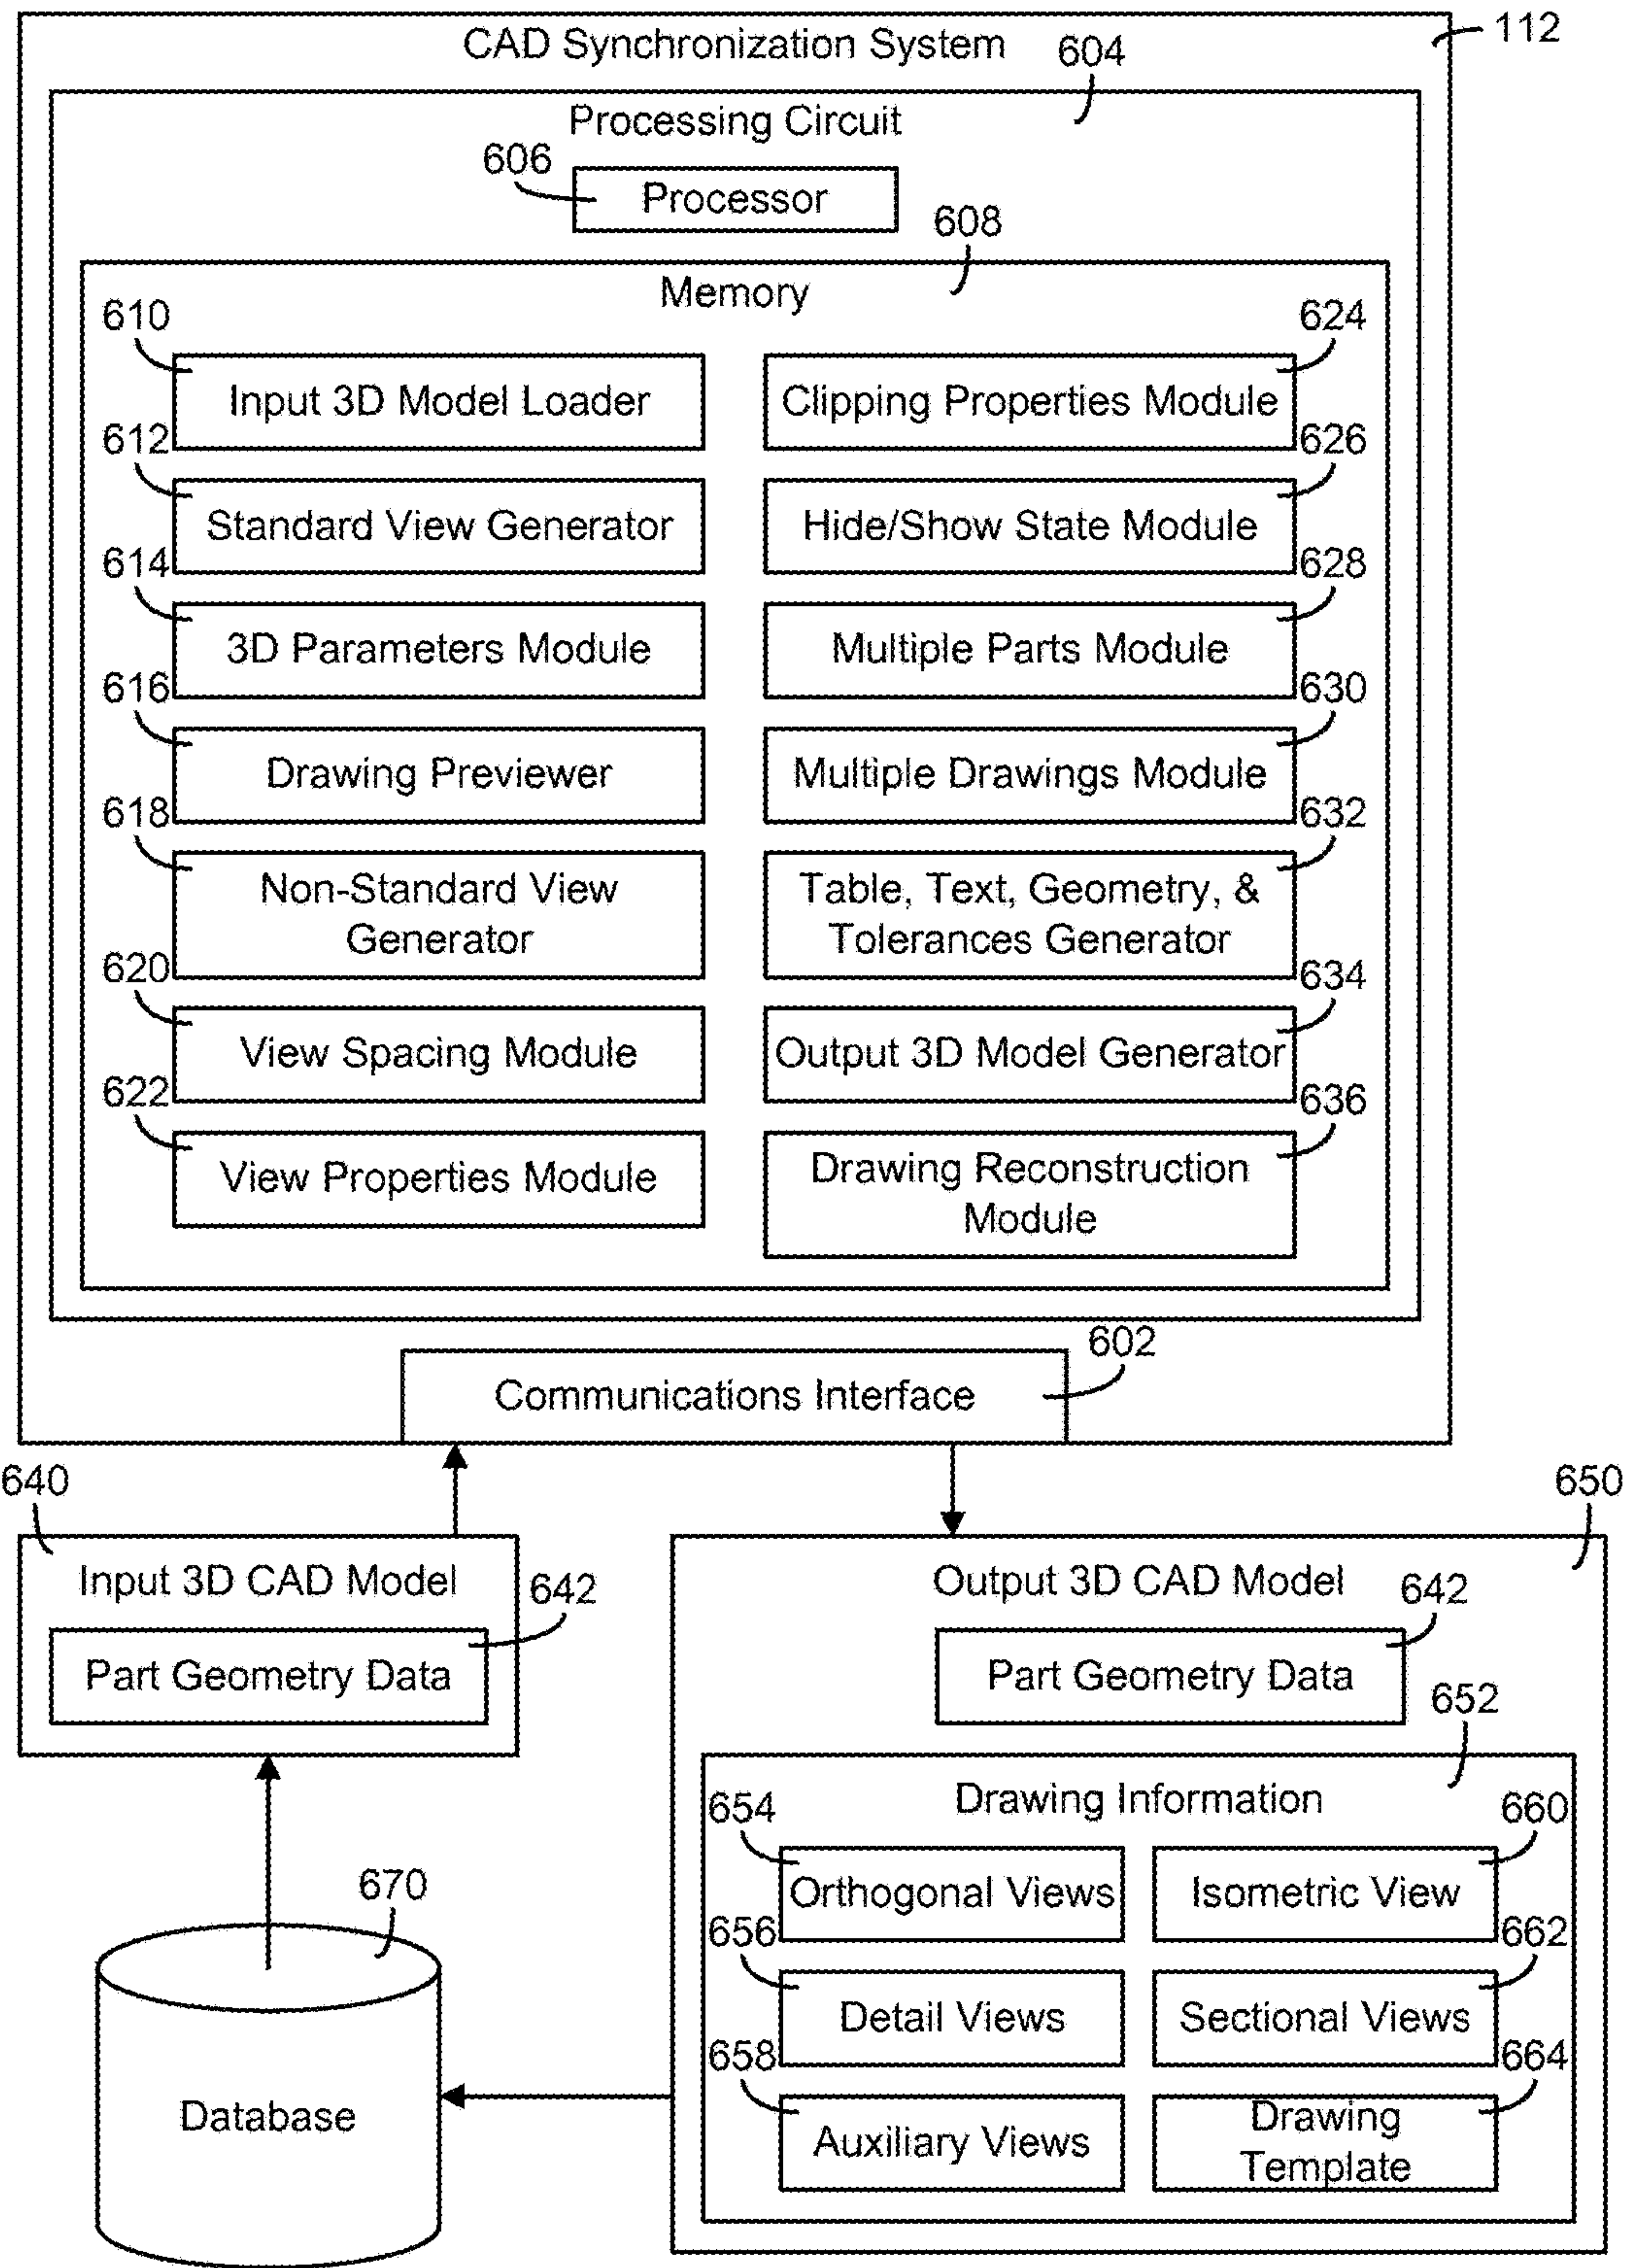 CAD Synchronization System
112
604
Processing Circuit
606
Processor
608
Memory
610
Input 3D Model Loader
612
Standard View Generator
614
3D Parameters Module
616
Drawing Previewer
618
Non-Standard View
Generator
620
View Spacing Module
622
View Properties Module
624
Clipping Properties Module
626
Hide/Show State Module
628
Multiple Parts Module
630
Multiple Drawings Module
632
Table, Text, Geometry, &
Tolerances Generator
634
Output 3D Model Generator
636
Drawing Reconstruction
Module
602
Communications Interface
640
Input 3D CAD Model
642
Part Geometry Data
650
Output 3D CAD Model
642
Part Geometry Data
652
Drawing Information
654
Orthogonal Views
660
Isometric View
656
Detail Views
662
Sectional Views
658
Auxiliary Views
664
Drawing
Template
670
Database